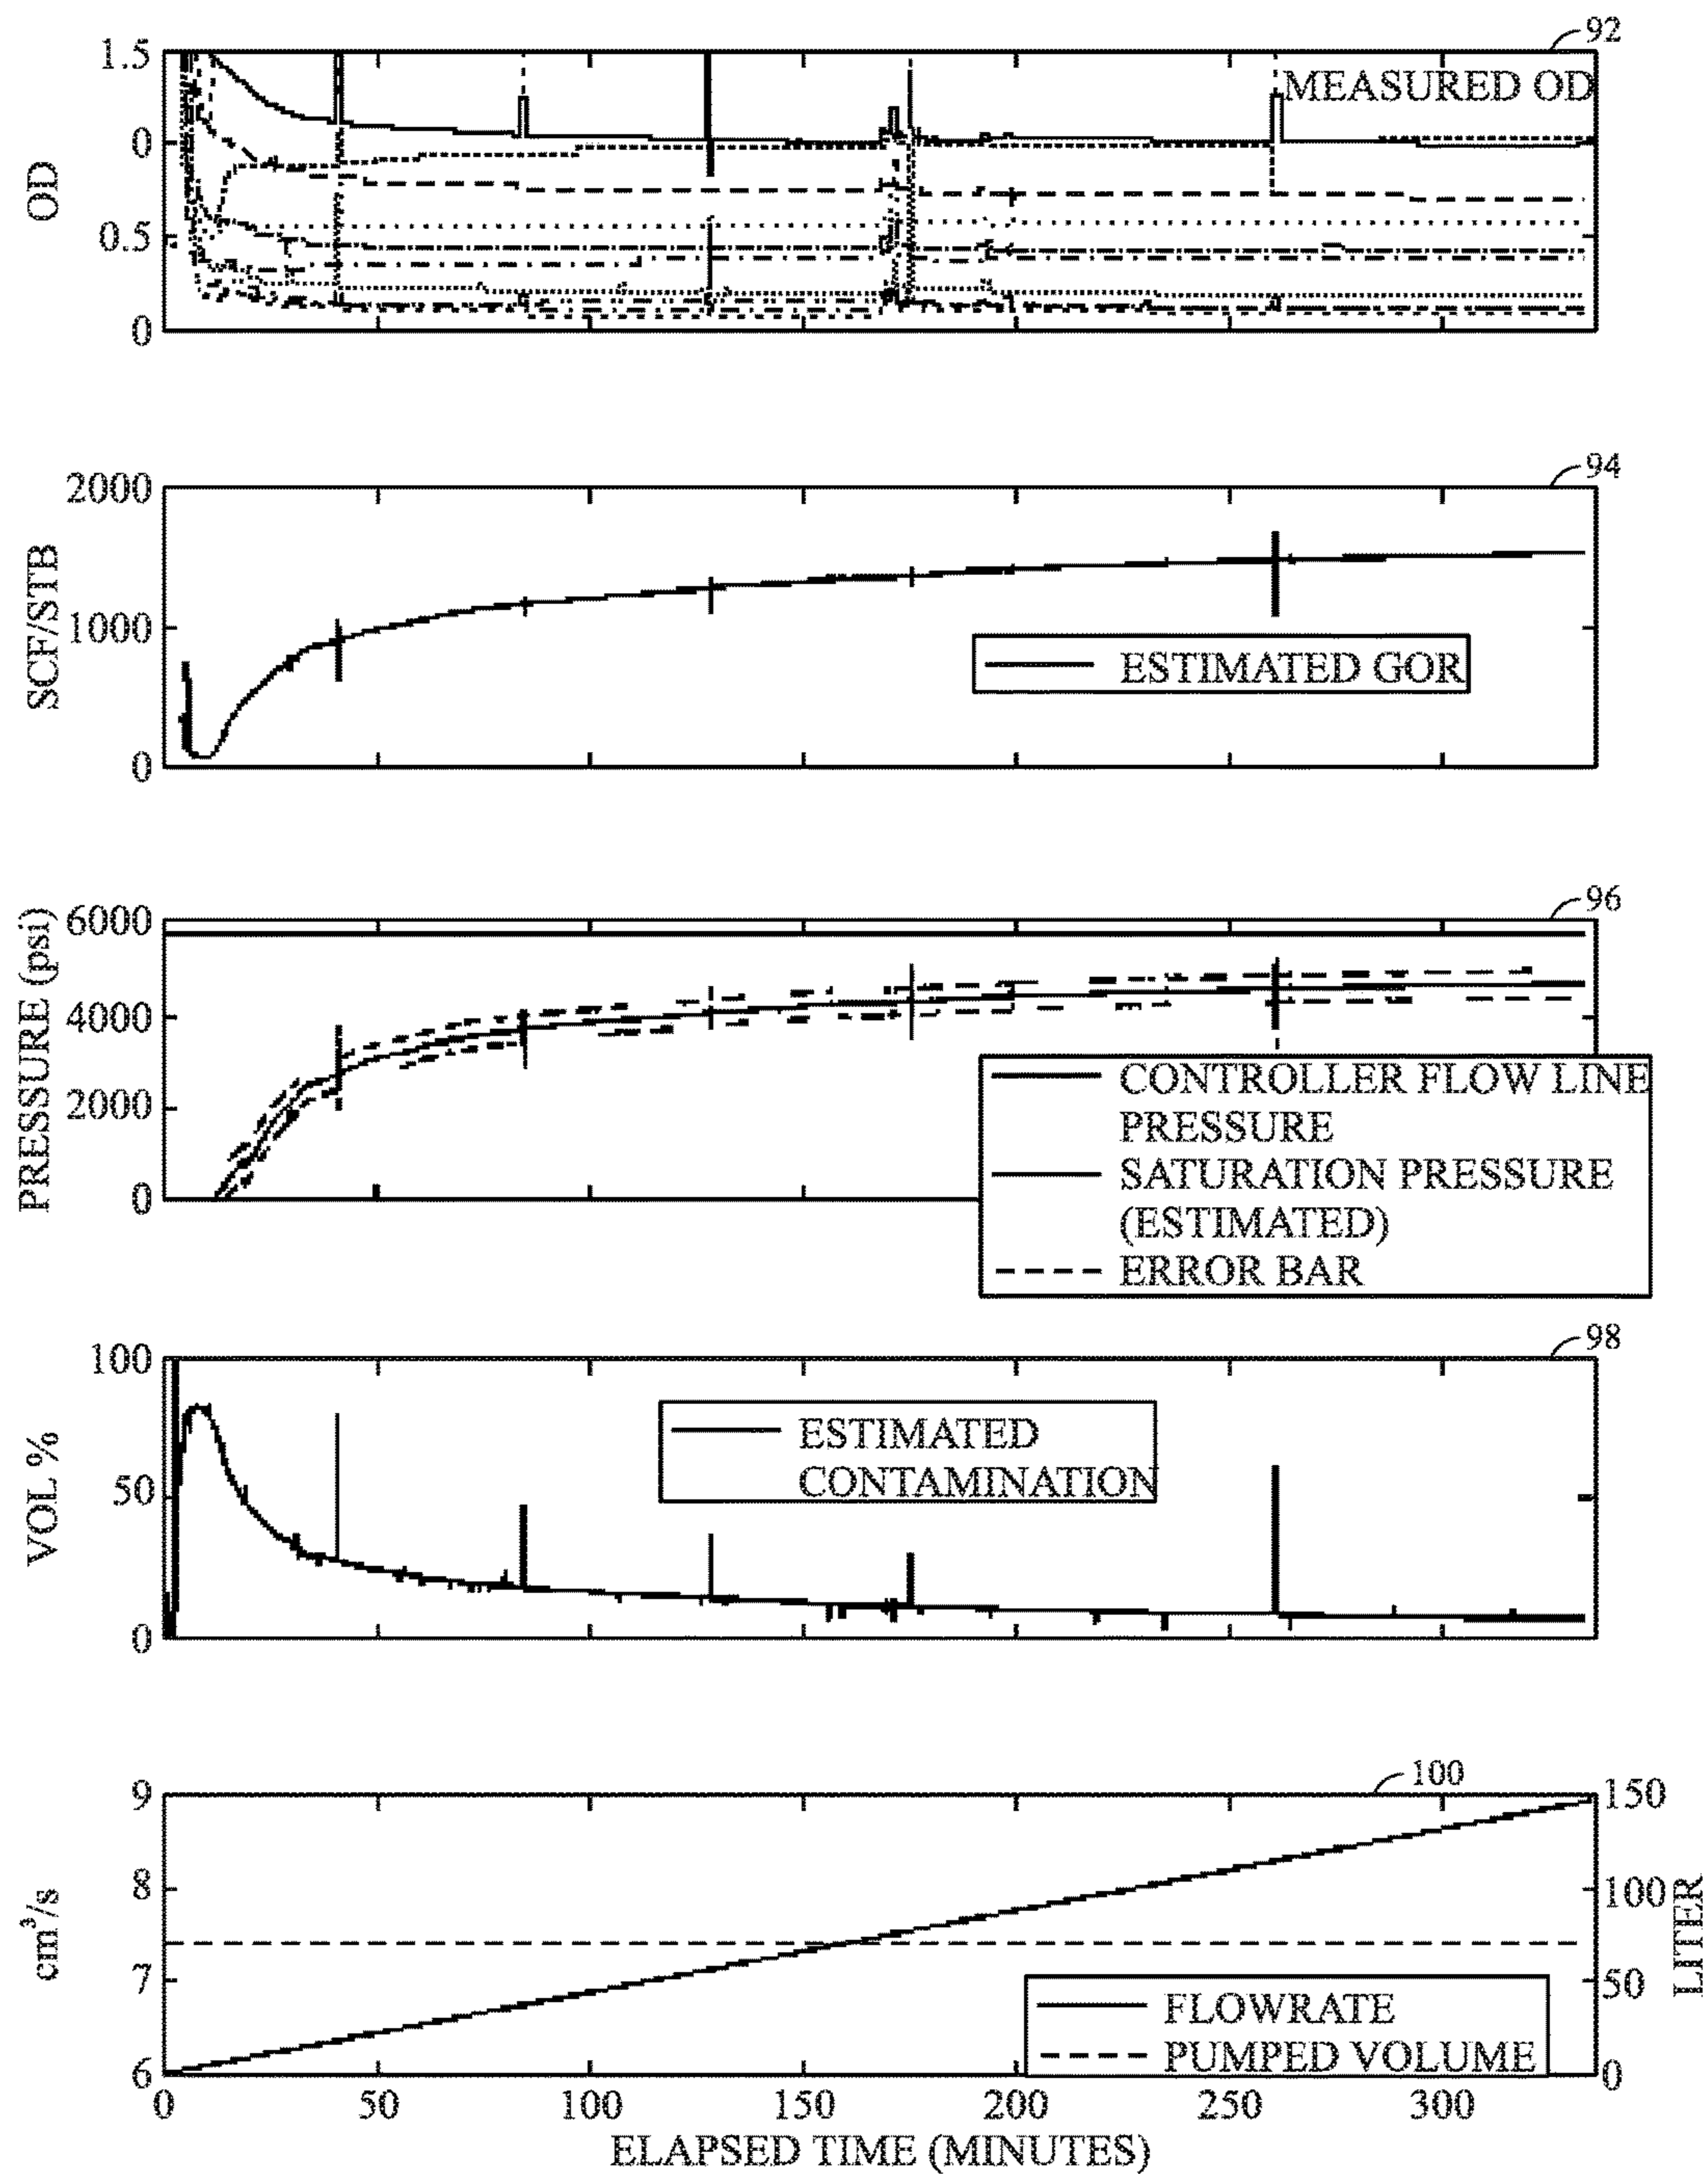 92
1.5
MEASURED OD
0
OD
0.5
0
94
2000
SCF/STB
1000
ESTIMATED GOR
0
96
6000
PRESSURE (psi)
4000
2000
0
CONTROLLER FLOW LINE
PRESSURE
SATURATION PRESSURE
(ESTIMATED)
ERROR BAR
98
100
VOL %
50
0
ESTIMATED
CONTAMINATION
100
9
150
8
100
cm³/s
LITER
7
50
FLOWRATE
PUMPED VOLUME
6
0
0 50 100 150 200 250 300
ELAPSED TIME (MINUTES)